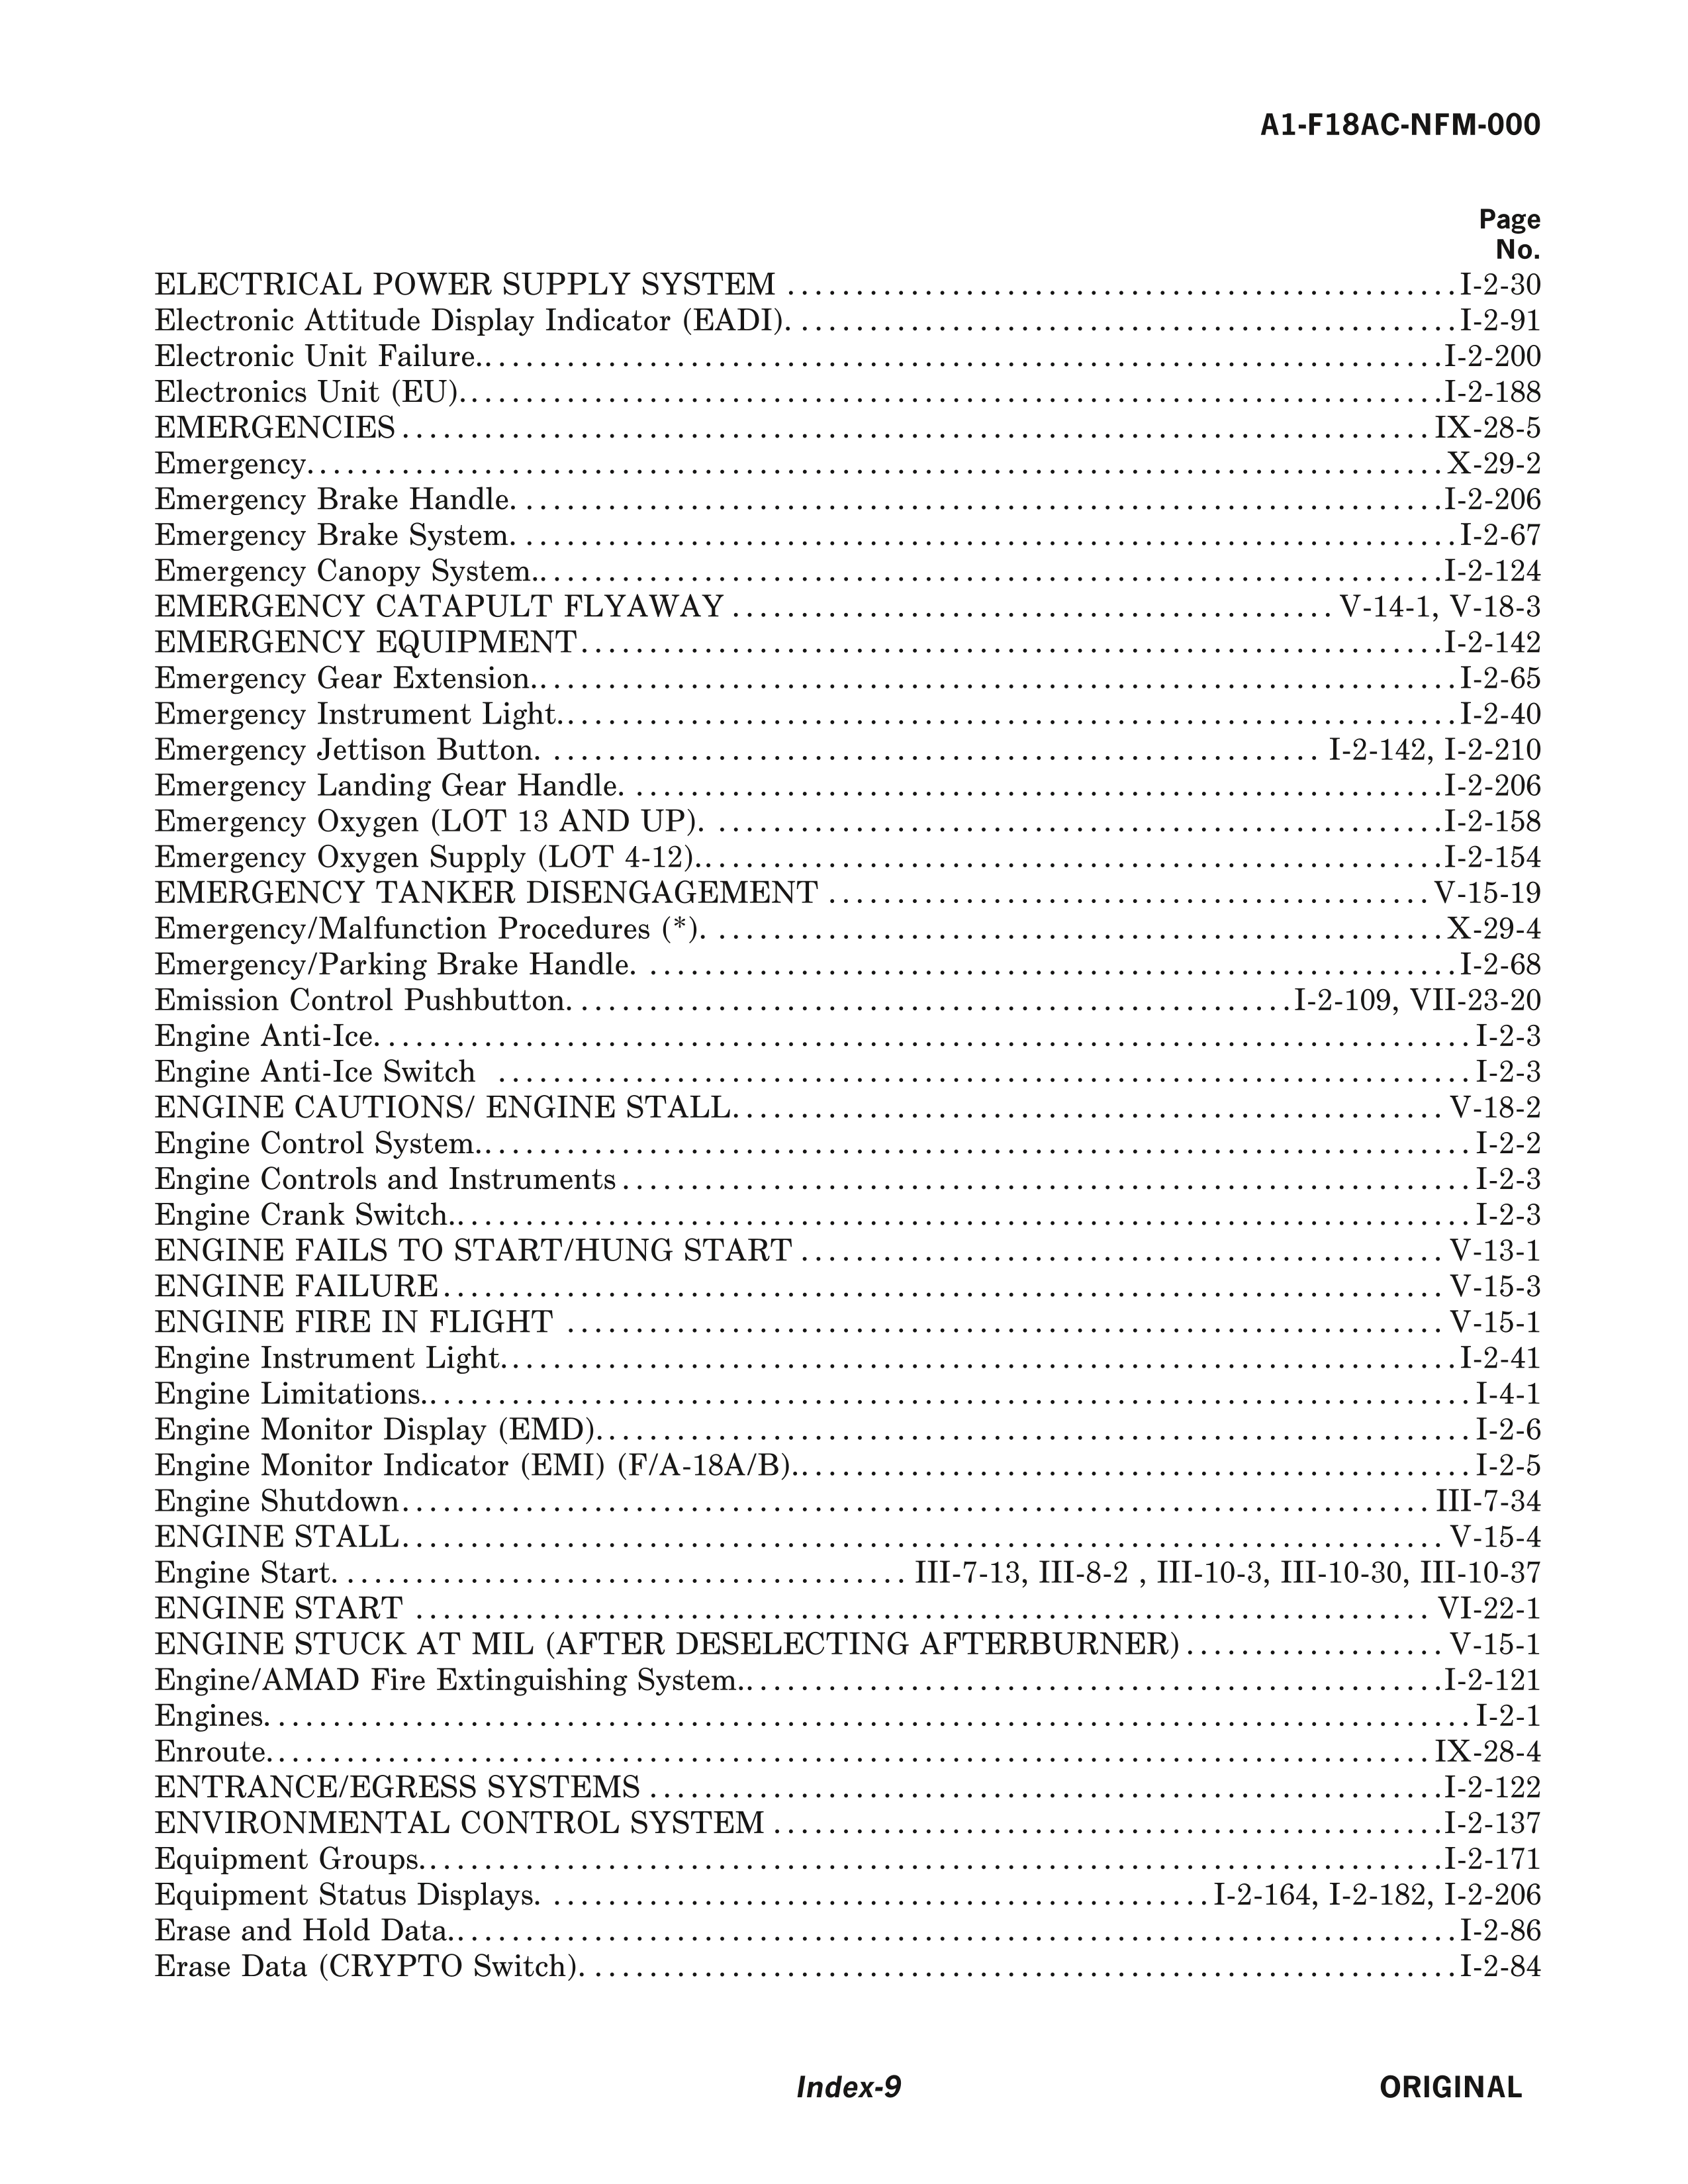 A1-F18AC-NFM-000
Page
No.
ELECTRICAL POWER SUPPLY SYSTEM ........ I-2-30
Electronic Attitude Display Indicator (EADI)........ I-2-91
Electronic Unit Failure........ I-2-200
Electronics Unit (EU)........ I-2-188
EMERGENCIES ........ IX-28-5
Emergency........ X-29-2
Emergency Brake Handle........ I-2-206
Emergency Brake System........ I-2-67
Emergency Canopy System........ I-2-124
EMERGENCY CATAPULT FLYAWAY ........ V-14-1, V-18-3
EMERGENCY EQUIPMENT ........ I-2-142
Emergency Gear Extension........ I-2-65
Emergency Instrument Light........ I-2-40
Emergency Jettison Button........ I-2-142, I-2-210
Emergency Landing Gear Handle........ I-2-206
Emergency Oxygen (LOT 13 AND UP)........ I-2-158
Emergency Oxygen Supply (LOT 4-12)........ I-2-154
EMERGENCY TANKER DISENGAGEMENT ........ V-15-19
Emergency/Malfunction Procedures (*)........ X-29-4
Emergency/Parking Brake Handle........ I-2-68
Emission Control Pushbutton........ I-2-109, VII-23-20
Engine Anti-Ice........ I-2-3
Engine Anti-Ice Switch ........ I-2-3
ENGINE CAUTIONS/ ENGINE STALL........ V-18-2
Engine Control System........ I-2-2
Engine Controls and Instruments ........ I-2-3
Engine Crank Switch........ I-2-3
ENGINE FAILS TO START/HUNG START ........ V-13-1
ENGINE FAILURE ........ V-15-3
ENGINE FIRE IN FLIGHT ........ V-15-1
Engine Instrument Light........ I-2-41
Engine Limitations........ I-4-1
Engine Monitor Display (EMD)........ I-2-6
Engine Monitor Indicator (EMI) (F/A-18A/B)........ I-2-5
Engine Shutdown ........ III-7-34
ENGINE STALL ........ V-15-4
Engine Start........ III-7-13, III-8-2 , III-10-3, III-10-30, III-10-37
ENGINE START ........ VI-22-1
ENGINE STUCK AT MIL (AFTER DESELECTING AFTERBURNER) ........ V-15-1
Engine/AMAD Fire Extinguishing System........ I-2-121
Engines........ I-2-1
Enroute........ IX-28-4
ENTRANCE/EGRESS SYSTEMS ........ I-2-122
ENVIRONMENTAL CONTROL SYSTEM ........ I-2-137
Equipment Groups........ I-2-171
Equipment Status Displays........ I-2-164, I-2-182, I-2-206
Erase and Hold Data........ I-2-86
Erase Data (CRYPTO Switch)........ I-2-84
Index-9 ORIGINAL